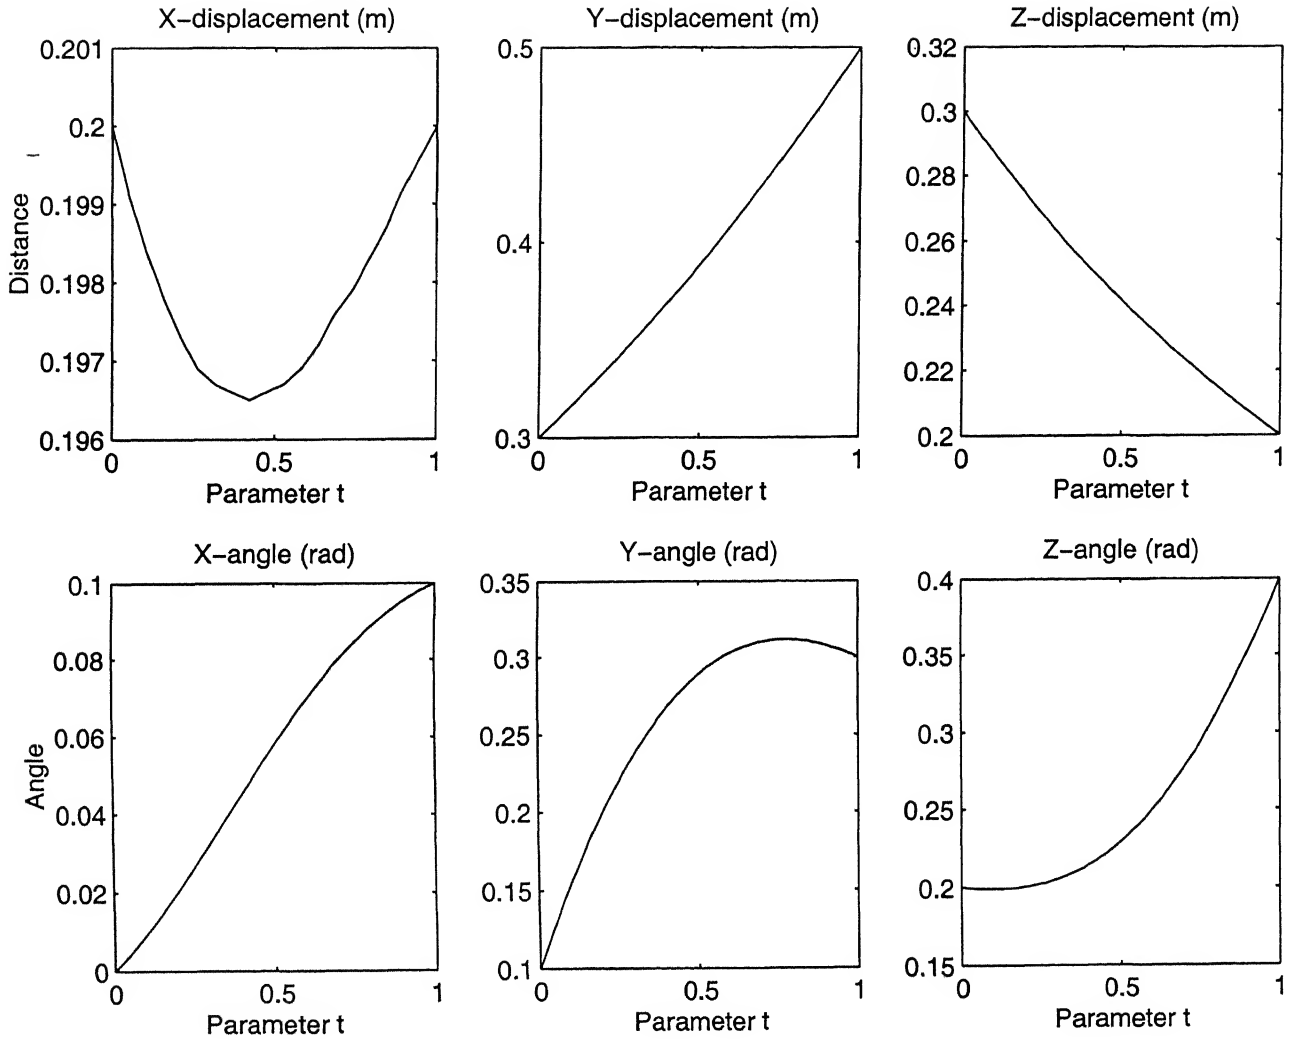 X-displacement (m)
0.201
0.2
0.199
0.198
0.197
0.196
Distance
0 0.5 1
Parameter t
Y-displacement (m)
0.5
0.4
0.3
0 0.5 1
Parameter t
Z-displacement (m)
0.32
0.3
0.28
0.26
0.24
0.22
0.2
0 0.5 1
Parameter t
X-angle (rad)
0.1
0.08
0.06
0.04
0.02
0
Angle
0 0.5 1
Parameter t
Y-angle (rad)
0.35
0.3
0.25
0.2
0.15
0.1
0 0.5 1
Parameter t
Z-angle (rad)
0.4
0.35
0.3
0.25
0.2
0.15
0 0.5 1
Parameter t